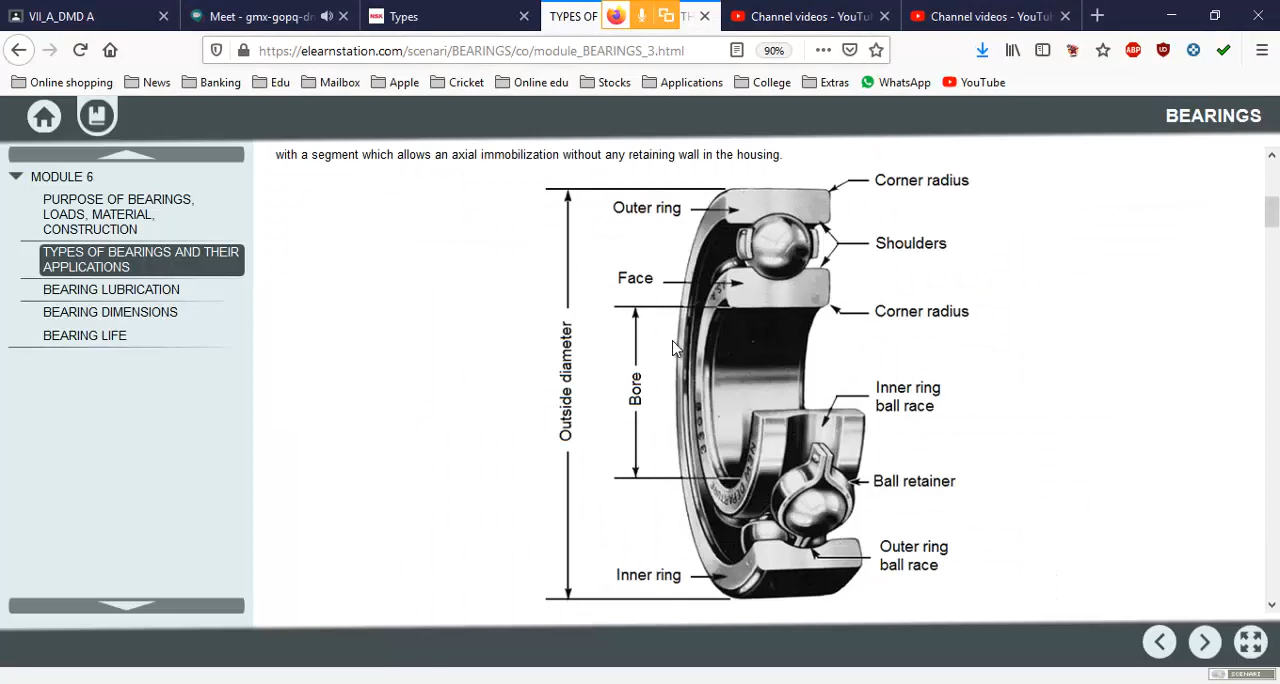 VII_A_DMD A
Meet - gmx-gopq-dn
NSK Types
TYPES OF
Channel videos - YouTu
Channel videos - YouTu
https://elearnstation.com/scenari/BEARINGS/co/module_BEARINGS_3.html
90%
ABP
Online shopping
News
Banking
Edu
Mailbox
Apple
Cricket
Online edu
Stocks
Applications
College
Extras
WhatsApp
YouTube
BEARINGS
MODULE 6
PURPOSE OF BEARINGS,
LOADS, MATERIAL,
CONSTRUCTION
TYPES OF BEARINGS AND THEIR
APPLICATIONS
BEARING LUBRICATION
BEARING DIMENSIONS
BEARING LIFE
with a segment which allows an axial immobilization without any retaining wall in the housing.
Corner radius
Outer ring
Shoulders
Face
Corner radius
Outside diameter
Bore
Inner ring
ball race
Ball retainer
Outer ring
ball race
Inner ring
SCENARI